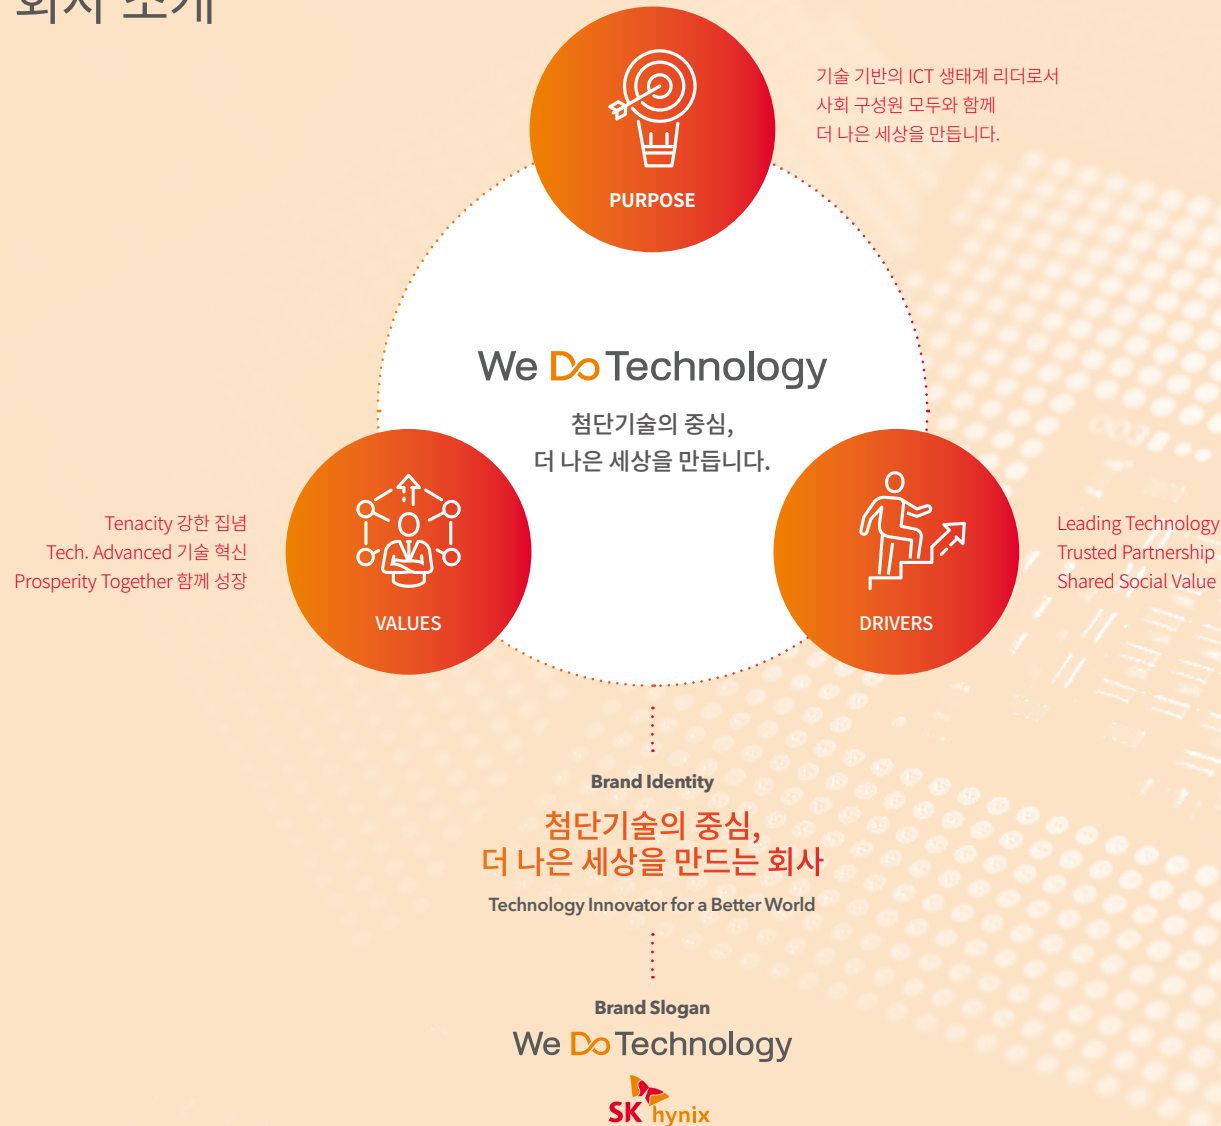 회사 소개
기술 기반의 ICT 생태계 리더로서
사회 구성원 모두와 함께
더 나은 세상을 만듭니다.
PURPOSE
We Do Technology
첨단기술의 중심,
더 나은 세상을 만듭니다.
Tenacity 강한 집념
Tech. Advanced 기술 혁신
Prosperity Together 함께 성장
VALUES
DRIVERS
Leading Technology
Trusted Partnership
Shared Social Value
Brand Identity
첨단기술의 중심,
더 나은 세상을 만드는 회사
Technology Innovator for a Better World
Brand Slogan
We Do Technology
SK hynix